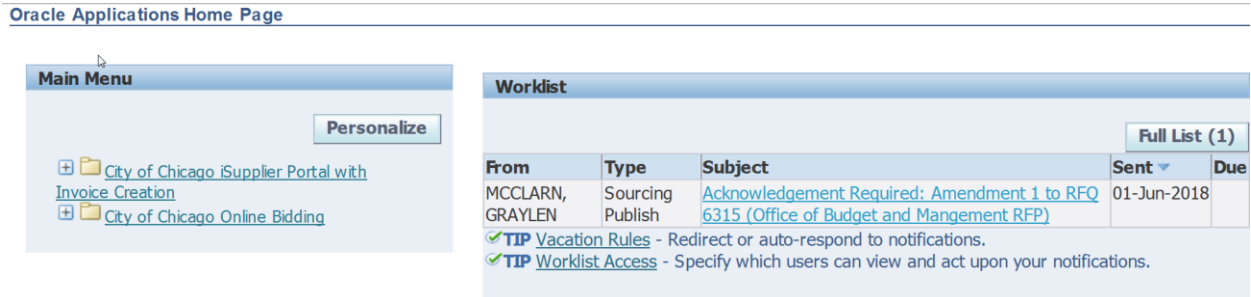 Oracle Applications Home Page
Main Menu
Personalize
City of Chicago iSupplier Portal with
Invoice Creation
City of Chicago Online Bidding
Worklist
Full List (1)
From Type Subject Sent Due
MCCLARN, Sourcing Acknowledgement Required: Amendment 1 to RFQ 01-Jun-2018
GRAYLEN Publish 6315 (Office of Budget and Mangement RFP)
TIP Vacation Rules - Redirect or auto-respond to notifications.
TIP Worklist Access - Specify which users can view and act upon your notifications.